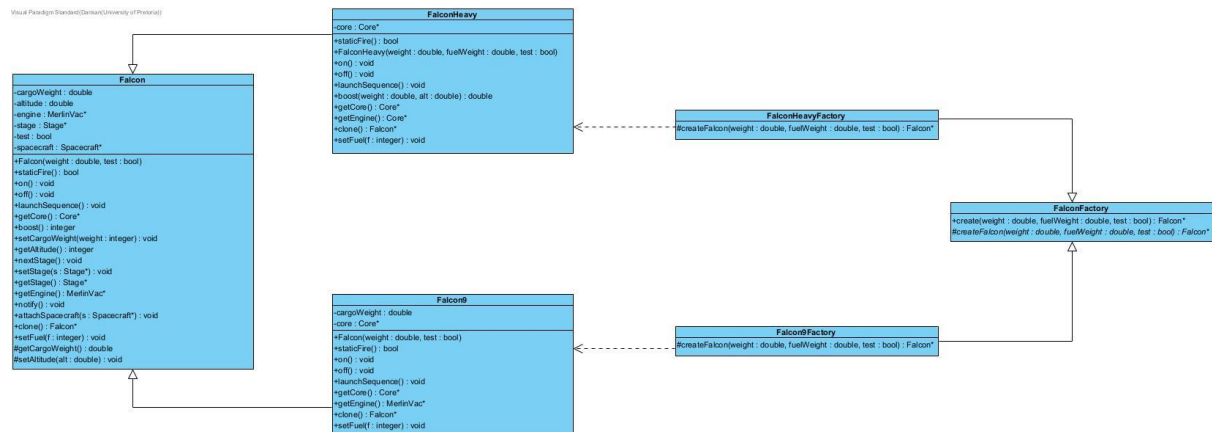 Visual Paradigm Standard(Damian(University of Pretoria))
Falcon
-cargoWeight : double
-altitude : double
-engine : MerlinVac*
-stage : Stage*
-test : bool
-spacecraft : Spacecraft*
+Falcon(weight : double, test : bool)
+staticFire() : bool
+on() : void
+off() : void
+launchSequence() : void
+getCore() : Core*
+boost() : integer
+setCargoWeight(weight : integer) : void
+getAltitude() : integer
+nextStage() : void
+setStage(s : Stage*) : void
+getStage() : Stage*
+getEngine() : MerlinVac*
+notify() : void
+attachSpacecraft(s : Spacecraft*) : void
+clone() : Falcon*
+setFuel(f : integer) : void
#getCargoWeight() : double
#setAltitude(alt : double) : void
FalconHeavy
-core : Core*
+staticFire() : bool
+FalconHeavy(weight : double, fuelWeight : double, test : bool)
+on() : void
+off() : void
+launchSequence() : void
+boost(weight : double, alt : double) : double
+getCore() : Core*
+getEngine() : Core*
+clone() : Falcon*
+setFuel(f : integer) : void
Falcon9
-cargoWeight : double
-core : Core*
+Falcon(weight : double, test : bool)
+staticFire() : bool
+on() : void
+off() : void
+launchSequence() : void
+getCore() : Core*
+getEngine() : MerlinVac*
+clone() : Falcon*
+setFuel(f : integer) : void
FalconHeavyFactory
#createFalcon(weight : double, fuelWeight : double, test : bool) : Falcon*
Falcon9Factory
#createFalcon(weight : double, fuelWeight : double, test : bool) : Falcon*
FalconFactory
+create(weight : double, fuelWeight : double, test : bool) : Falcon*
#createFalcon(weight : double, fuelWeight : double, test : bool) : Falcon*